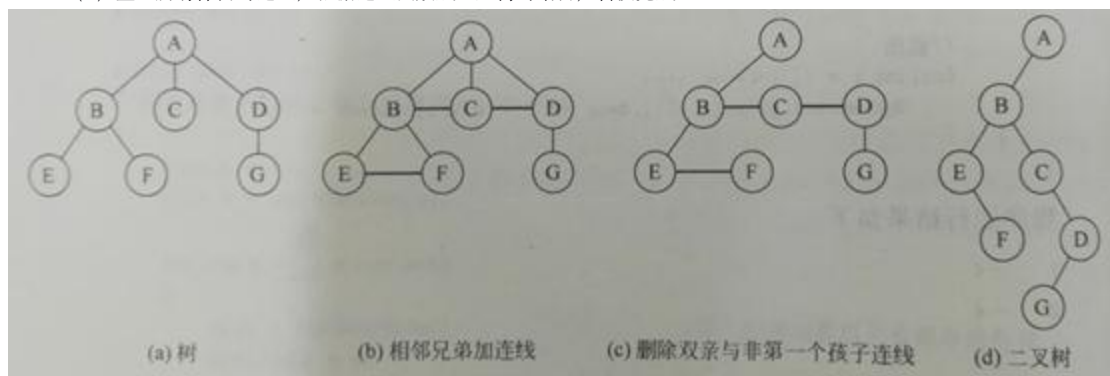 A
B C D
E F G
(a) 树
A
B C D
E F G
(b) 相邻兄弟加连线
A
B C D
E F G
(c) 删除双亲与非第一个孩子连线
A
B
E C
F D
G
(d) 二叉树